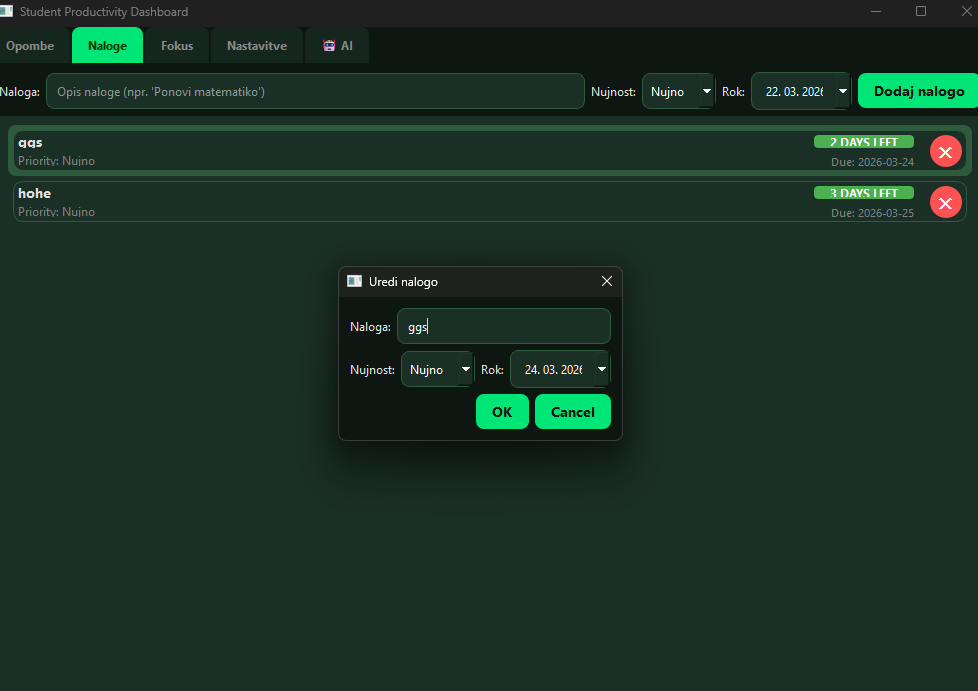 Student Productivity Dashboard
Opombe Naloge Fokus Nastavitve AI
Naloga: Opis naloge (npr. 'Ponovi matematiko') Nujnost: Nujno Rok: 22. 03. 2026 Dodaj nalogo
ggs 2 DAYS LEFT
Priority: Nujno Due: 2026-03-24
hohe 3 DAYS LEFT
Priority: Nujno Due: 2026-03-25
Uredi nalogo
Naloga: ggs
Nujnost: Nujno Rok: 24. 03. 2026
OK Cancel